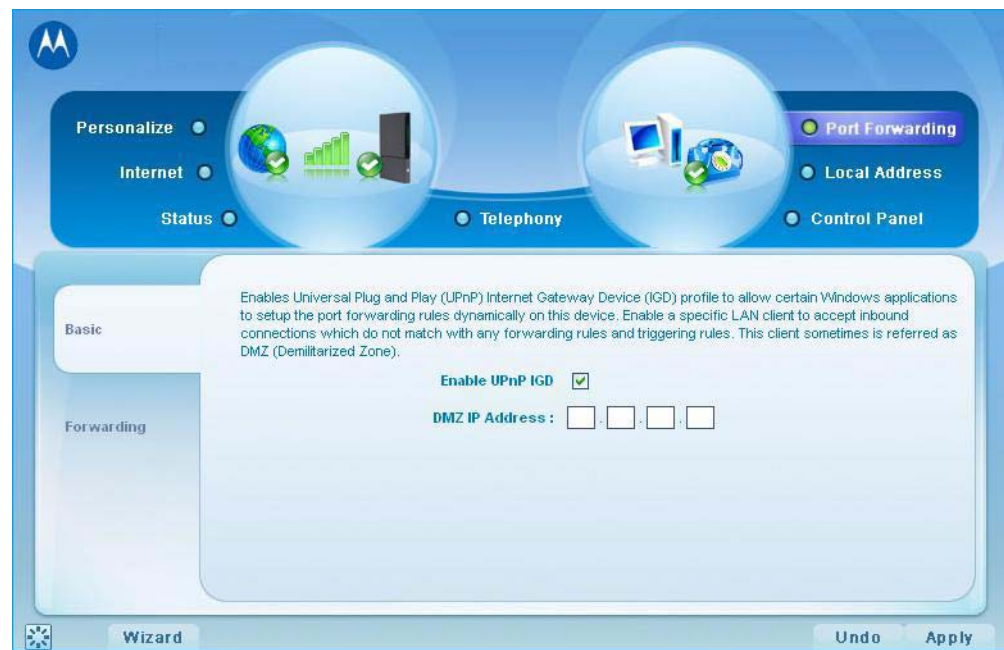 Personalize
Internet
Status
Telephony
Port Forwarding
Local Address
Control Panel
Basic
Forwarding
Enables Universal Plug and Play (UPnP) Internet Gateway Device (IGD) profile to allow certain Windows applications
to setup the port forwarding rules dynamically on this device. Enable a specific LAN client to accept inbound
connections which do not match with any forwarding rules and triggering rules. This client sometimes is referred as
DMZ (Demilitarized Zone).
Enable UPnP IGD
DMZ IP Address : . . .
Wizard
Undo Apply